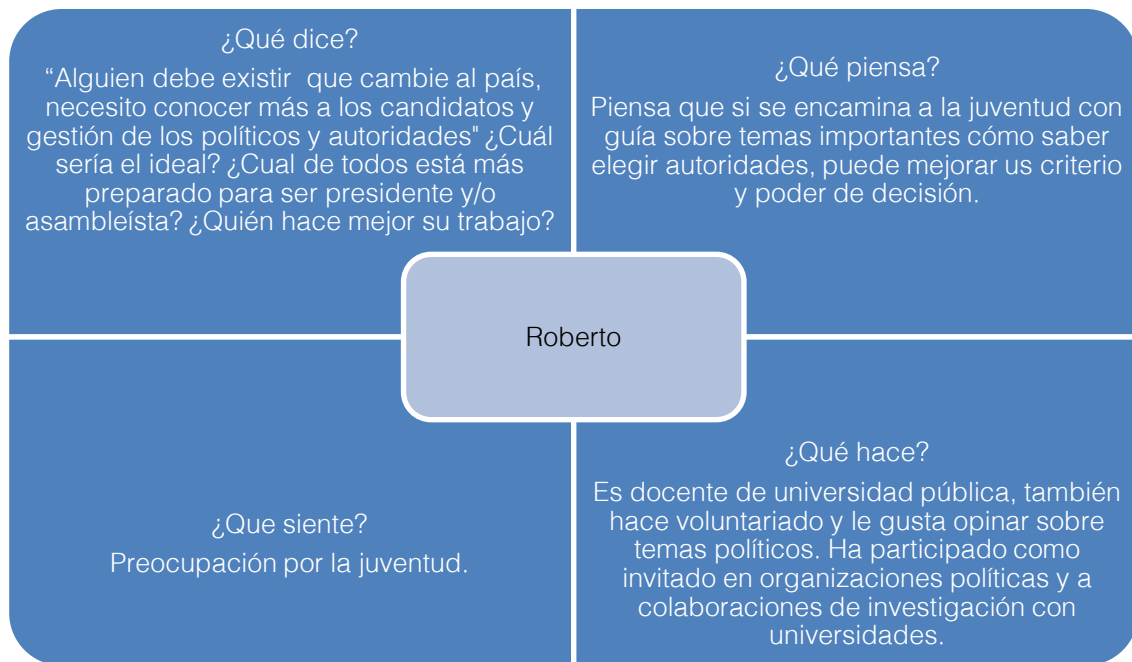 ¿Qué dice?
“Alguien debe existir que cambie al país,
necesito conocer más a los candidatos y
gestión de los políticos y autoridades" ¿Cuál
sería el ideal? ¿Cual de todos está más
preparado para ser presidente y/o
asambleísta? ¿Quién hace mejor su trabajo?
¿Qué piensa?
Piensa que si se encamina a la juventud con
guía sobre temas importantes cómo saber
elegir autoridades, puede mejorar us criterio
y poder de decisión.
Roberto
¿Que siente?
Preocupación por la juventud.
¿Qué hace?
Es docente de universidad pública, también
hace voluntariado y le gusta opinar sobre
temas políticos. Ha participado como
invitado en organizaciones políticas y a
colaboraciones de investigación con
universidades.